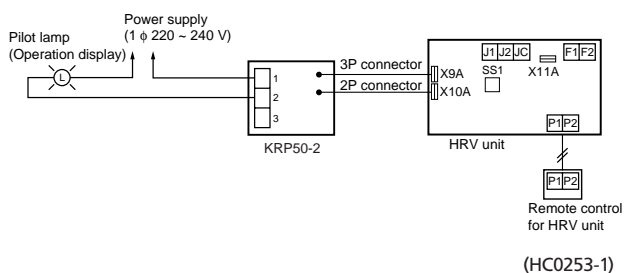 Power supply
(1 ϕ 220 ~ 240 V)
Pilot lamp
(Operation display)
L
1
2
3
KRP50-2
3P connector
2P connector
X9A
X10A
J1 J2 JC
F1 F2
SS1
X11A
P1 P2
HRV unit
P1 P2
Remote control
for HRV unit
(HC0253-1)